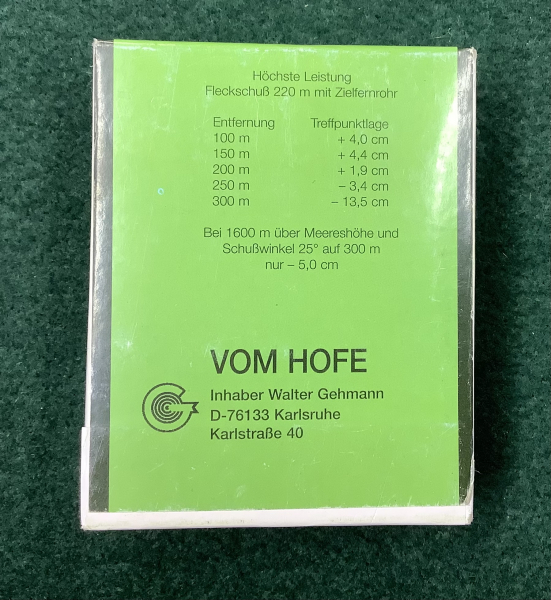 Höchste Leistung
Fleckschuß 220 m mit Zielfernrohr
Entfernung Treffpunktlage
100 m + 4,0 cm
150 m + 4,4 cm
200 m + 1,9 cm
250 m – 3,4 cm
300 m – 13,5 cm
Bei 1600 m über Meereshöhe und
Schußwinkel 25° auf 300 m
nur – 5,0 cm
VOM HOFE
Inhaber Walter Gehmann
D-76133 Karlsruhe
Karlstraße 40